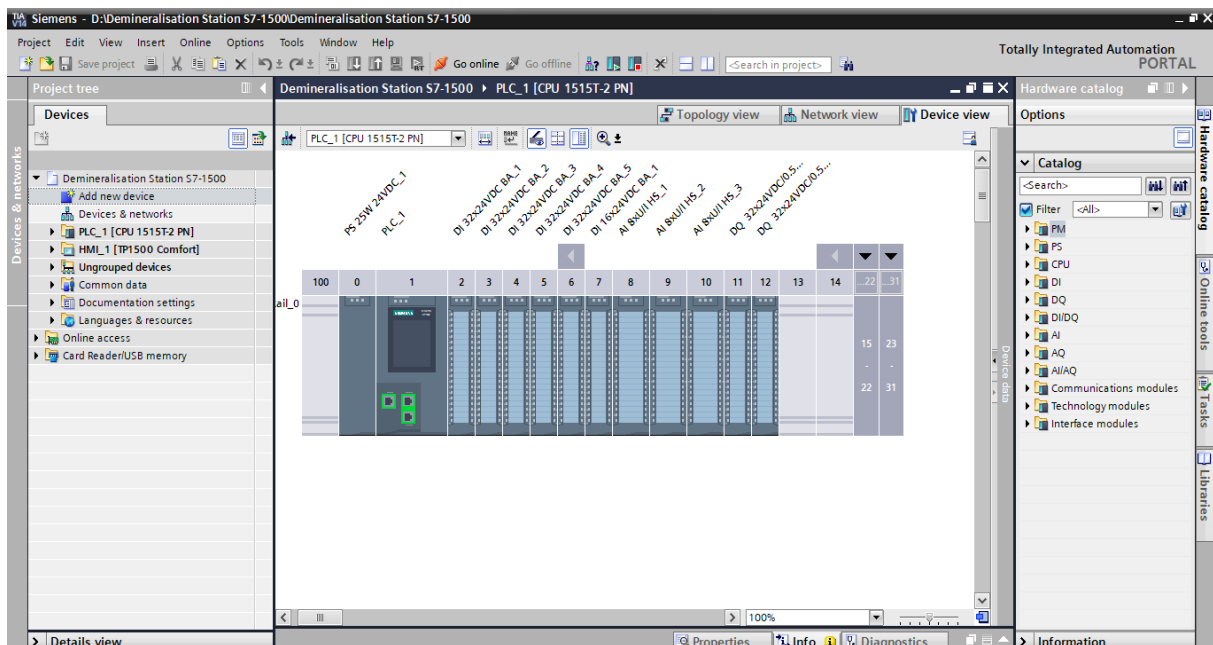 TIA V14 Siemens - D:\Demineralisation Station S7-1500\Demineralisation Station S7-1500
Project Edit View Insert Online Options Tools Window Help
Totally Integrated Automation
PORTAL
Save project Go online Go offline <Search in project>
Project tree
Devices
Demineralisation Station S7-1500
Add new device
Devices & networks
PLC_1 [CPU 1515T-2 PN]
HMI_1 [TP1500 Comfort]
Ungrouped devices
Common data
Documentation settings
Languages & resources
Online access
Card Reader/USB memory
Details view
Devices & networks
Demineralisation Station S7-1500 PLC_1 [CPU 1515T-2 PN]
Topology view Network view Device view
PLC_1 [CPU 1515T-2 PN]
PS 25W 24VDC_1
PLC_1
DI 32x24VDC BA_1
DI 32x24VDC BA_2
DI 32x24VDC BA_3
DI 32x24VDC BA_4
DI 32x24VDC BA_5
DI 16x24VDC BA_1
AI 8xU/I HS_1
AI 8xU/I HS_2
AI 8xU/I HS_3
DQ 32x24VDC/0.5...
DQ 32x24VDC/0.5...
100 0 1 2 3 4 5 6 7 8 9 10 11 12 13 14 ...22 ...31
ail_0
SIEMENS
15 23
- -
22 31
Device data
100%
Properties Info Diagnostics
Hardware catalog
Options
Catalog
<Search>
Filter <All>
PM
PS
CPU
DI
DQ
DI/DQ
AI
AQ
AI/AQ
Communications modules
Technology modules
Interface modules
Information
Hardware catalog
Online tools
Tasks
Libraries